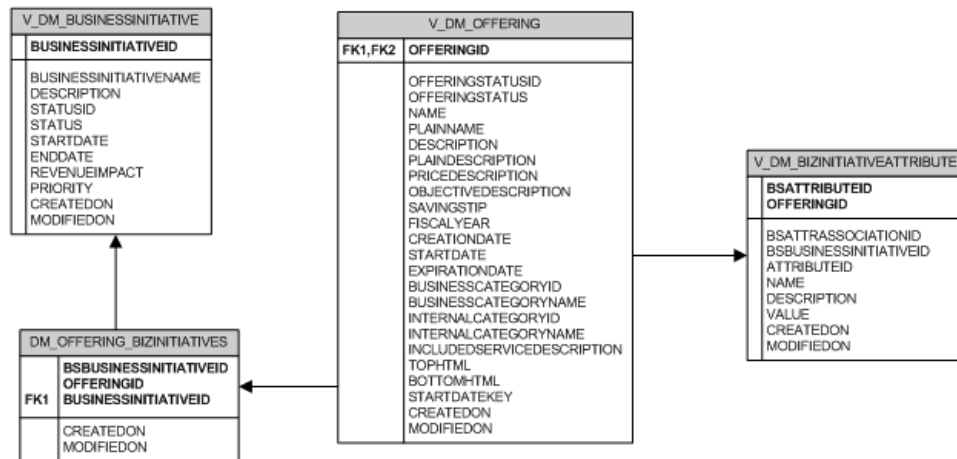 V_DM_BUSINESSINITIATIVE
BUSINESSINITIATIVEID
BUSINESSINITIATIVENAME
DESCRIPTION
STATUSID
STATUS
STARTDATE
ENDDATE
REVENUEIMPACT
PRIORITY
CREATEDON
MODIFIEDON
DM_OFFERING_BIZINITIATIVES
BSBUSINESSINITIATIVEID
OFFERINGID
FK1 BUSINESSINITIATIVEID
CREATEDON
MODIFIEDON
V_DM_OFFERING
FK1,FK2 OFFERINGID
OFFERINGSTATUSID
OFFERINGSTATUS
NAME
PLAINNAME
DESCRIPTION
PLAINDESCRIPTION
PRICEDESCRIPTION
OBJECTIVEDESCRIPTION
SAVINGSTIP
FISCALYEAR
CREATIONDATE
STARTDATE
EXPIRATIONDATE
BUSINESSCATEGORYID
BUSINESSCATEGORYNAME
INTERNALCATEGORYID
INTERNALCATEGORYNAME
INCLUDEDSERVICEDESCRIPTION
TOPHTML
BOTTOMHTML
STARTDATEKEY
CREATEDON
MODIFIEDON
V_DM_BIZINITIATIVEATTRIBUTE
BSATTRIBUTEID
OFFERINGID
BSATTRASSOCIATIONID
BSBUSINESSINITIATIVEID
ATTRIBUTEID
NAME
DESCRIPTION
VALUE
CREATEDON
MODIFIEDON